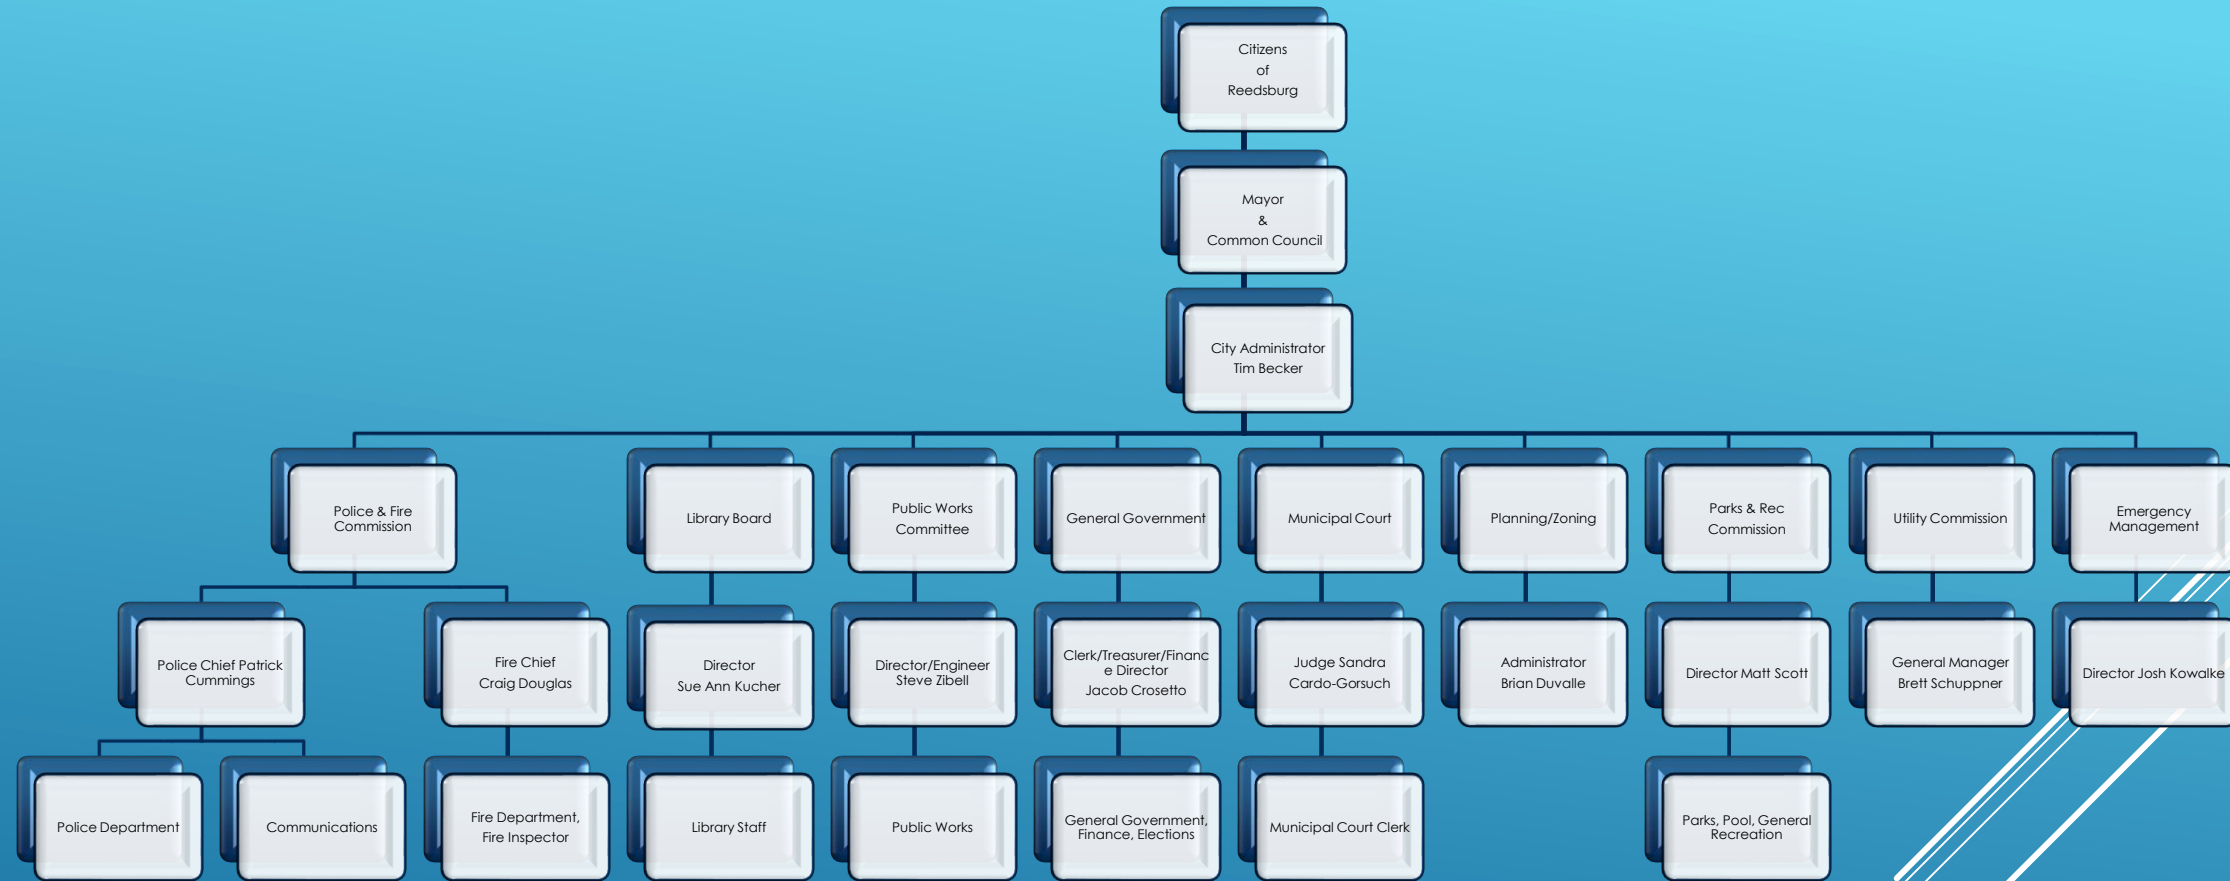 Citizens
of
Reedsburg
Mayor
&
Common Council
City Administrator
Tim Becker
Police & Fire
Commission
Library Board
Public Works
Committee
General Government
Municipal Court
Planning/Zoning
Parks & Rec
Commission
Utility Commission
Emergency
Management
Police Chief Patrick
Cummings
Fire Chief
Craig Douglas
Director
Sue Ann Kucher
Director/Engineer
Steve Zibell
Clerk/Treasurer/Financ
e Director
Jacob Crosetto
Judge Sandra
Cardo-Gorsuch
Administrator
Brian Duvalle
Director Matt Scott
General Manager
Brett Schuppner
Director Josh Kowalke
Police Department
Communications
Fire Department,
Fire Inspector
Library Staff
Public Works
General Government,
Finance, Elections
Municipal Court Clerk
Parks, Pool, General
Recreation